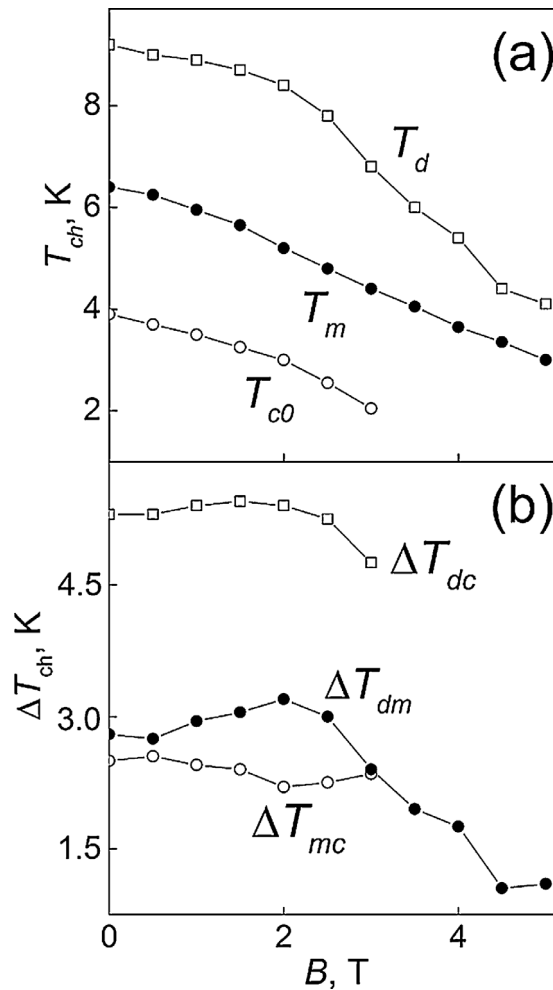 (a)
8
6
4
2
T_ch, K
T_d
T_m
T_c0
(b)
4.5
3.0
1.5
ΔT_ch, K
ΔT_dc
ΔT_dm
ΔT_mc
0 2 4
B, T